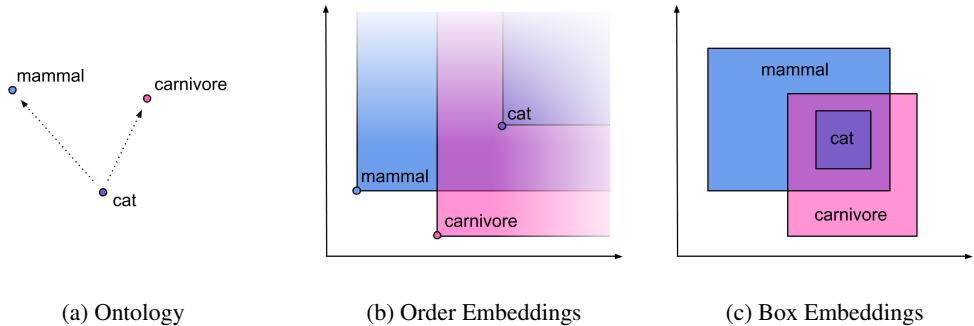 mammal
carnivore
cat
(a) Ontology
cat
mammal
carnivore
(b) Order Embeddings
mammal
cat
carnivore
(c) Box Embeddings